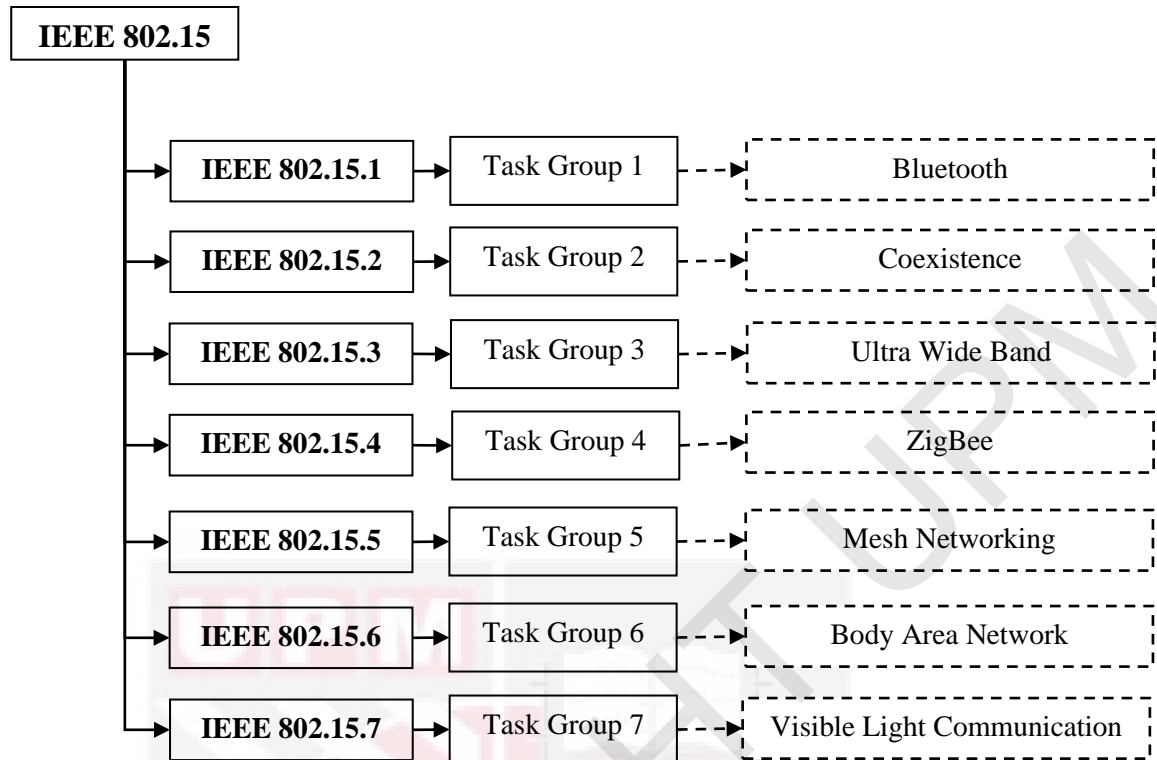 IEEE 802.15
IEEE 802.15.1 Task Group 1 Bluetooth
IEEE 802.15.2 Task Group 2 Coexistence
IEEE 802.15.3 Task Group 3 Ultra Wide Band
IEEE 802.15.4 Task Group 4 ZigBee
IEEE 802.15.5 Task Group 5 Mesh Networking
IEEE 802.15.6 Task Group 6 Body Area Network
IEEE 802.15.7 Task Group 7 Visible Light Communication
UPM
HT UPM